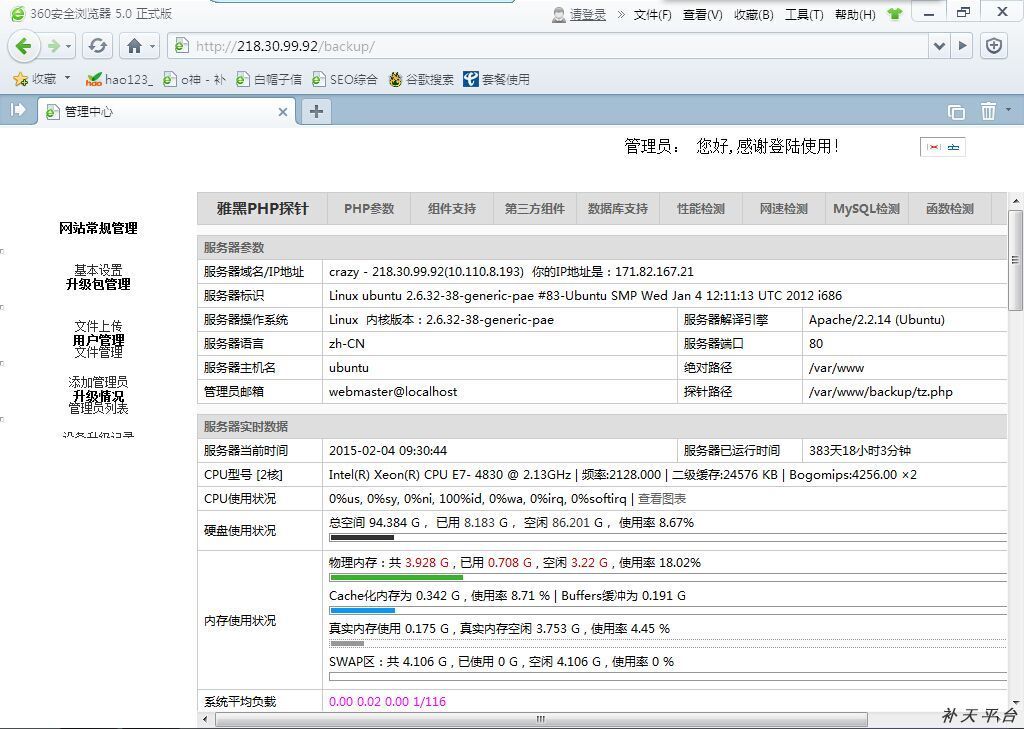 360安全浏览器 5.0 正式版
请登录 » 文件(F) 查看(V) 收藏(B) 工具(T) 帮助(H)
http://218.30.99.92/backup/
收藏 hao123_ o神 - 补 白帽子信 SEO综合 谷歌搜索 套餐使用
管理中心
管理员： 您好,感谢登陆使用!
网站常规管理
基本设置
升级包管理
文件上传
用户管理
文件管理
添加管理员
升级情况
管理员列表
设备升级记录
雅黑PHP探针 PHP参数 组件支持 第三方组件 数据库支持 性能检测 网速检测 MySQL检测 函数检测
服务器参数
服务器域名/IP地址 crazy - 218.30.99.92(10.110.8.193) 你的IP地址是：171.82.167.21
服务器标识 Linux ubuntu 2.6.32-38-generic-pae #83-Ubuntu SMP Wed Jan 4 12:11:13 UTC 2012 i686
服务器操作系统 Linux 内核版本：2.6.32-38-generic-pae 服务器解译引擎 Apache/2.2.14 (Ubuntu)
服务器语言 zh-CN 服务器端口 80
服务器主机名 ubuntu 绝对路径 /var/www
管理员邮箱 webmaster@localhost 探针路径 /var/www/backup/tz.php
服务器实时数据
服务器当前时间 2015-02-04 09:30:44 服务器已运行时间 383天18小时3分钟
CPU型号 [2核] Intel(R) Xeon(R) CPU E7- 4830 @ 2.13GHz | 频率:2128.000 | 二级缓存:24576 KB | Bogomips:4256.00 ×2
CPU使用状况 0%us, 0%sy, 0%ni, 100%id, 0%wa, 0%irq, 0%softirq | 查看图表
硬盘使用状况 总空间 94.384 G， 已用 8.183 G， 空闲 86.201 G， 使用率 8.67%
内存使用状况
物理内存：共 3.928 G , 已用 0.708 G , 空闲 3.22 G , 使用率 18.02%
Cache化内存为 0.342 G , 使用率 8.71 % | Buffers缓冲为 0.191 G
真实内存使用 0.175 G , 真实内存空闲 3.753 G , 使用率 4.45 %
SWAP区：共 4.106 G , 已使用 0 G , 空闲 4.106 G , 使用率 0 %
系统平均负载 0.00 0.02 0.00 1/116
补天平台